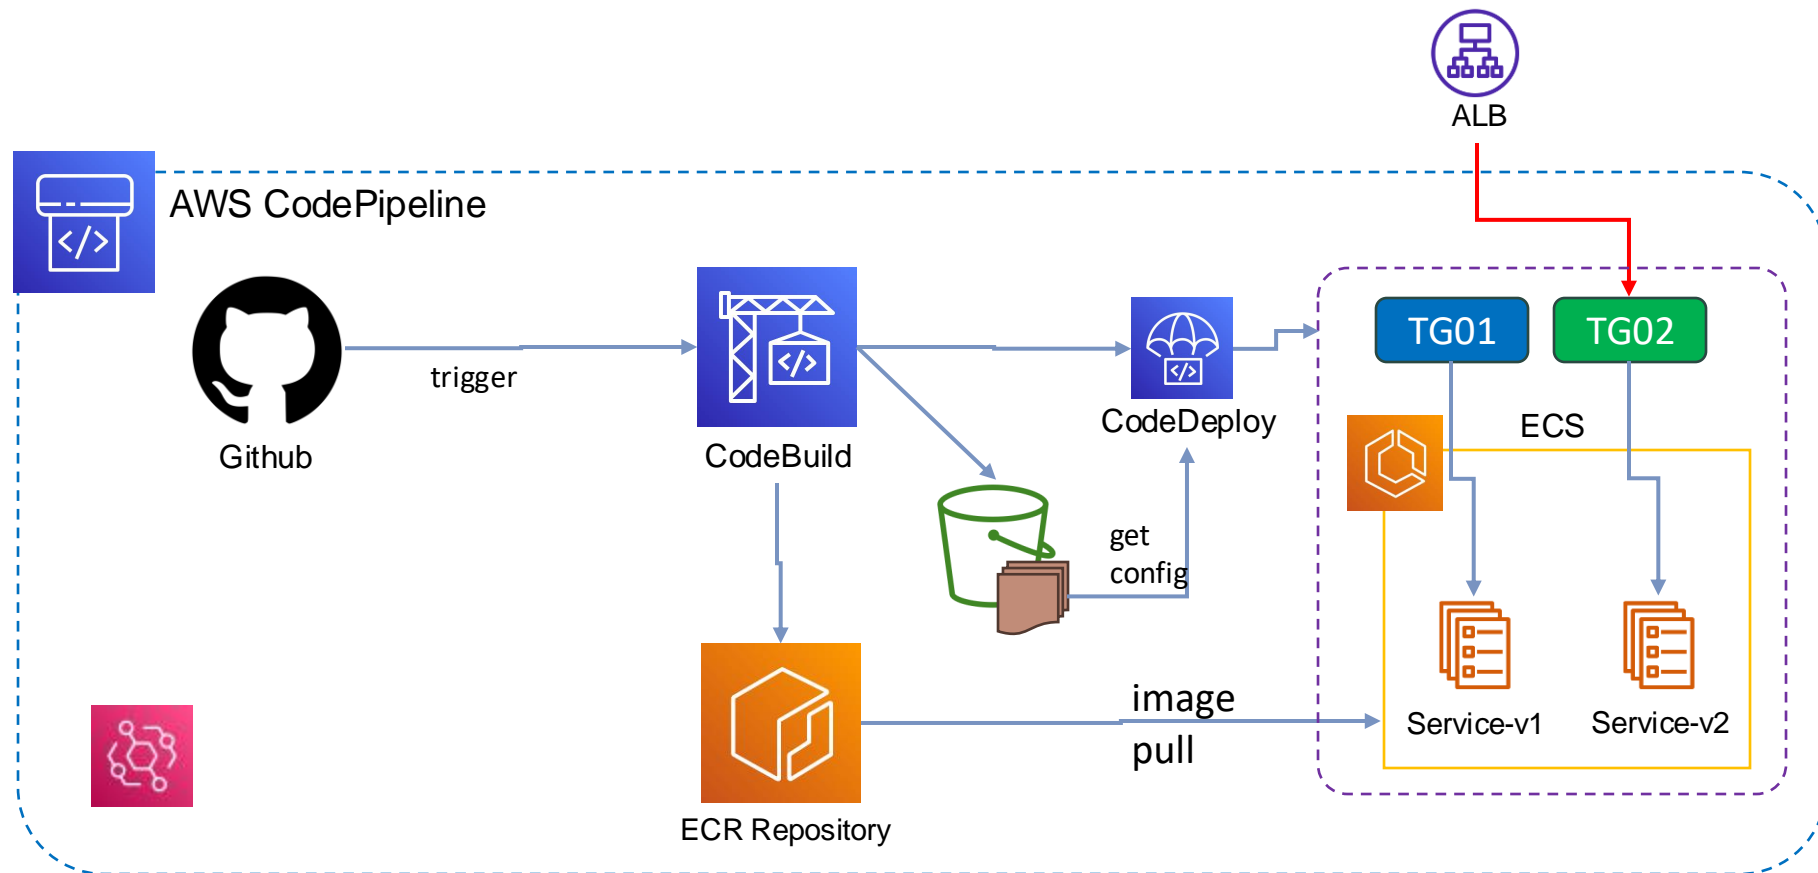 ALB
AWS CodePipeline
TG01
TG02
trigger
CodeDeploy
ECS
Github
CodeBuild
get
config
image
pull
Service-v1
Service-v2
ECR Repository